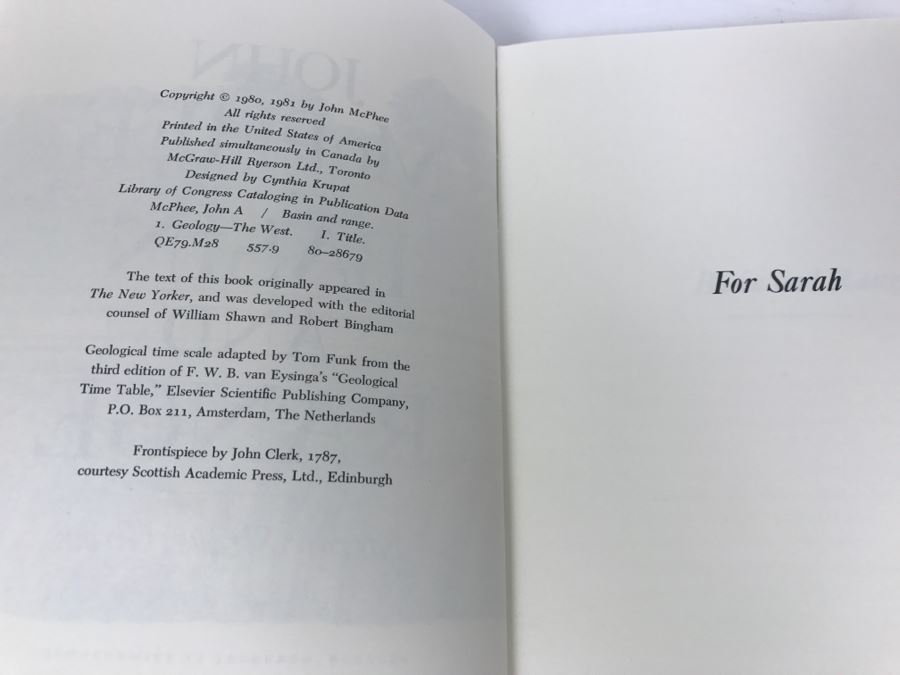 Copyright © 1980, 1981 by John McPhee
All rights reserved
Printed in the United States of America
Published simultaneously in Canada by
McGraw-Hill Ryerson Ltd., Toronto
Designed by Cynthia Krupat
Library of Congress Cataloging in Publication Data
McPhee, John A / Basin and range.
1. Geology—The West. I. Title.
QE79.M28 557.9 80-28679
The text of this book originally appeared in
The New Yorker, and was developed with the editorial
counsel of William Shawn and Robert Bingham
Geological time scale adapted by Tom Funk from the
third edition of F. W. B. van Eysinga's "Geological
Time Table," Elsevier Scientific Publishing Company,
P.O. Box 211, Amsterdam, The Netherlands
Frontispiece by John Clerk, 1787,
courtesy Scottish Academic Press, Ltd., Edinburgh
For Sarah